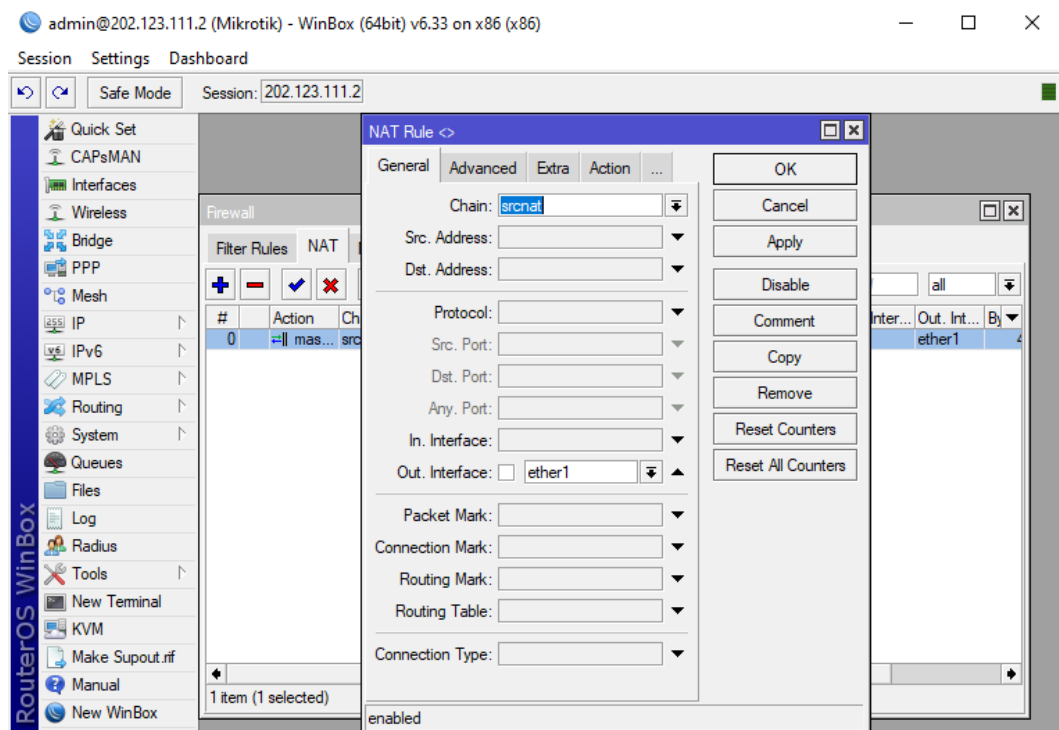 admin@202.123.111.2 (Mikrotik) - WinBox (64bit) v6.33 on x86 (x86)
Session Settings Dashboard
Safe Mode Session: 202.123.111.2
RouterOS WinBox
Quick Set
CAPsMAN
Interfaces
Wireless
Bridge
PPP
Mesh
IP
IPv6
MPLS
Routing
System
Queues
Files
Log
Radius
Tools
New Terminal
KVM
Make Supout.rif
Manual
New WinBox
Firewall
Filter Rules NAT
all
# Action Ch Inter... Out. Int... By
0 mas... src ether1 4
1 item (1 selected)
NAT Rule <>
General Advanced Extra Action ...
Chain: srcnat
Src. Address:
Dst. Address:
Protocol:
Src. Port:
Dst. Port:
Any. Port:
In. Interface:
Out. Interface: ether1
Packet Mark:
Connection Mark:
Routing Mark:
Routing Table:
Connection Type:
enabled
OK
Cancel
Apply
Disable
Comment
Copy
Remove
Reset Counters
Reset All Counters